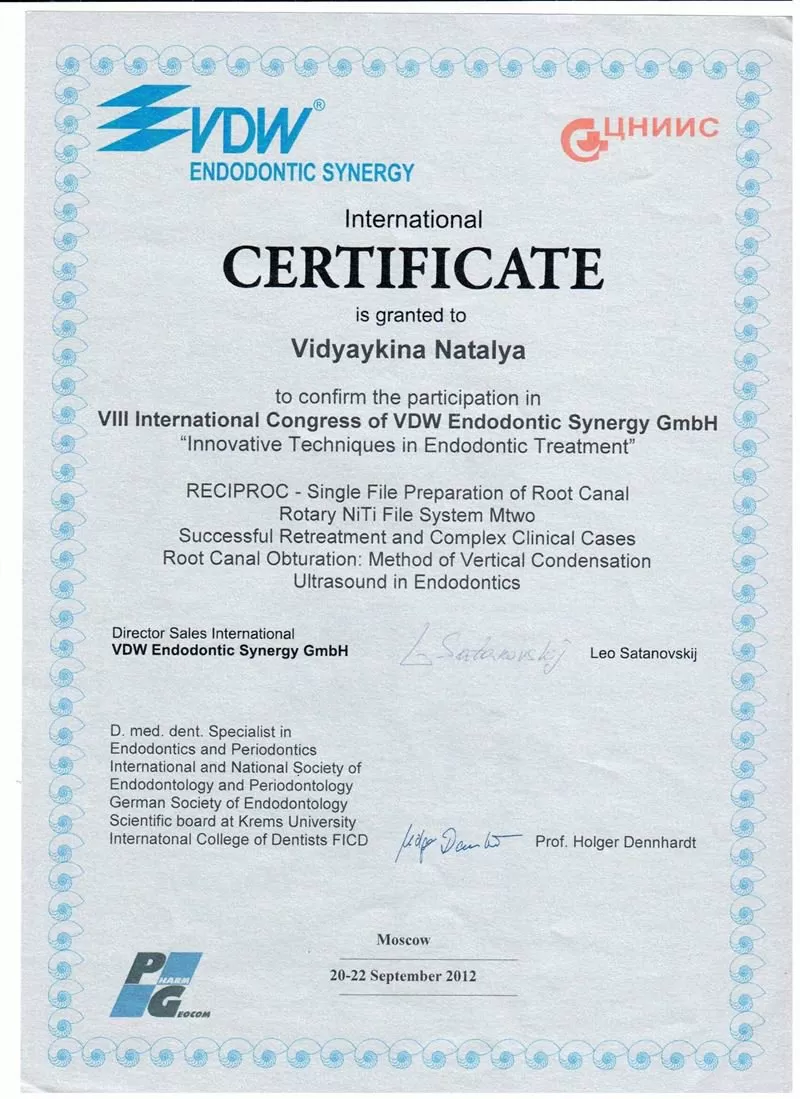 VDW®
ENDODONTIC SYNERGY
ЦНИИС
International
CERTIFICATE
is granted to
Vidyaykina Natalya
to confirm the participation in
VIII International Congress of VDW Endodontic Synergy GmbH
“Innovative Techniques in Endodontic Treatment”
RECIPROC - Single File Preparation of Root Canal
Rotary NiTi File System Mtwo
Successful Retreatment and Complex Clinical Cases
Root Canal Obturation: Method of Vertical Condensation
Ultrasound in Endodontics
Director Sales International
VDW Endodontic Synergy GmbH
L Satanovskij
Leo Satanovskij
D. med. dent. Specialist in
Endodontics and Periodontics
International and National Society of
Endodontology and Periodontology
German Society of Endodontology
Scientific board at Krems University
Internatonal College of Dentists FICD
Prof. Holger Dennhardt
Moscow
20-22 September 2012
PHARM
GEOCOM